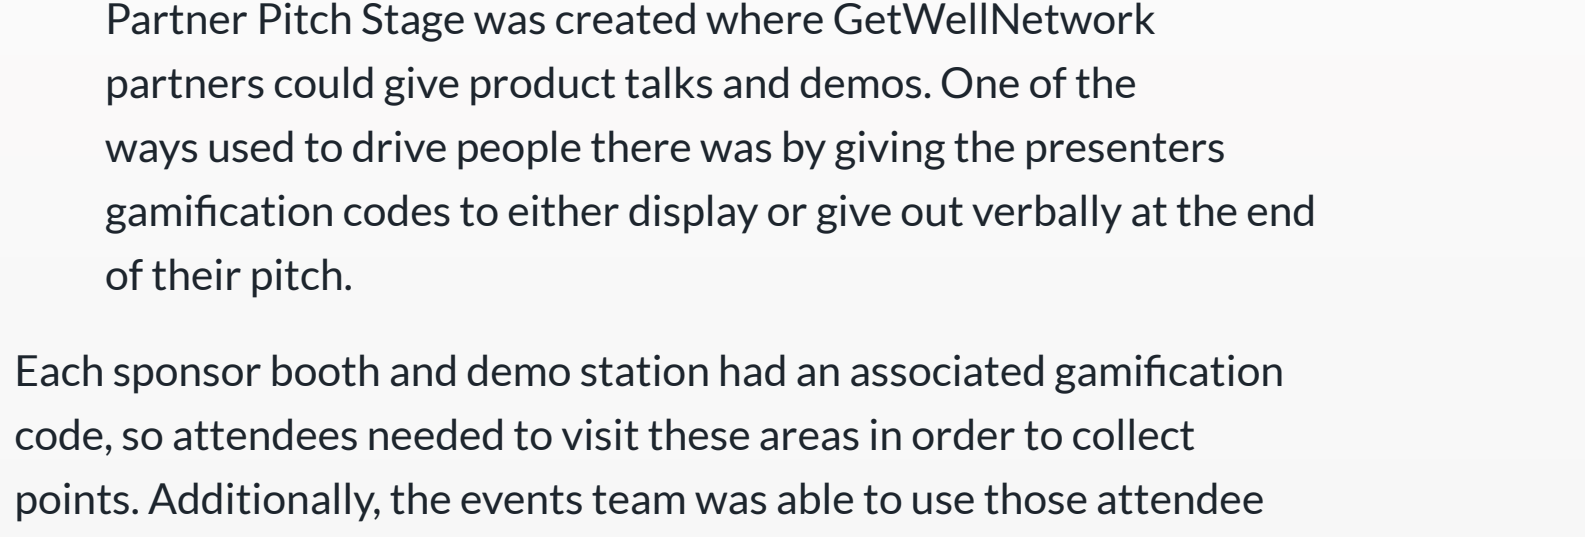 Partner Pitch Stage was created where GetWellNetwork
partners could give product talks and demos. One of the
ways used to drive people there was by giving the presenters
gamification codes to either display or give out verbally at the end
of their pitch.
Each sponsor booth and demo station had an associated gamification
code, so attendees needed to visit these areas in order to collect
points. Additionally, the events team was able to use those attendee